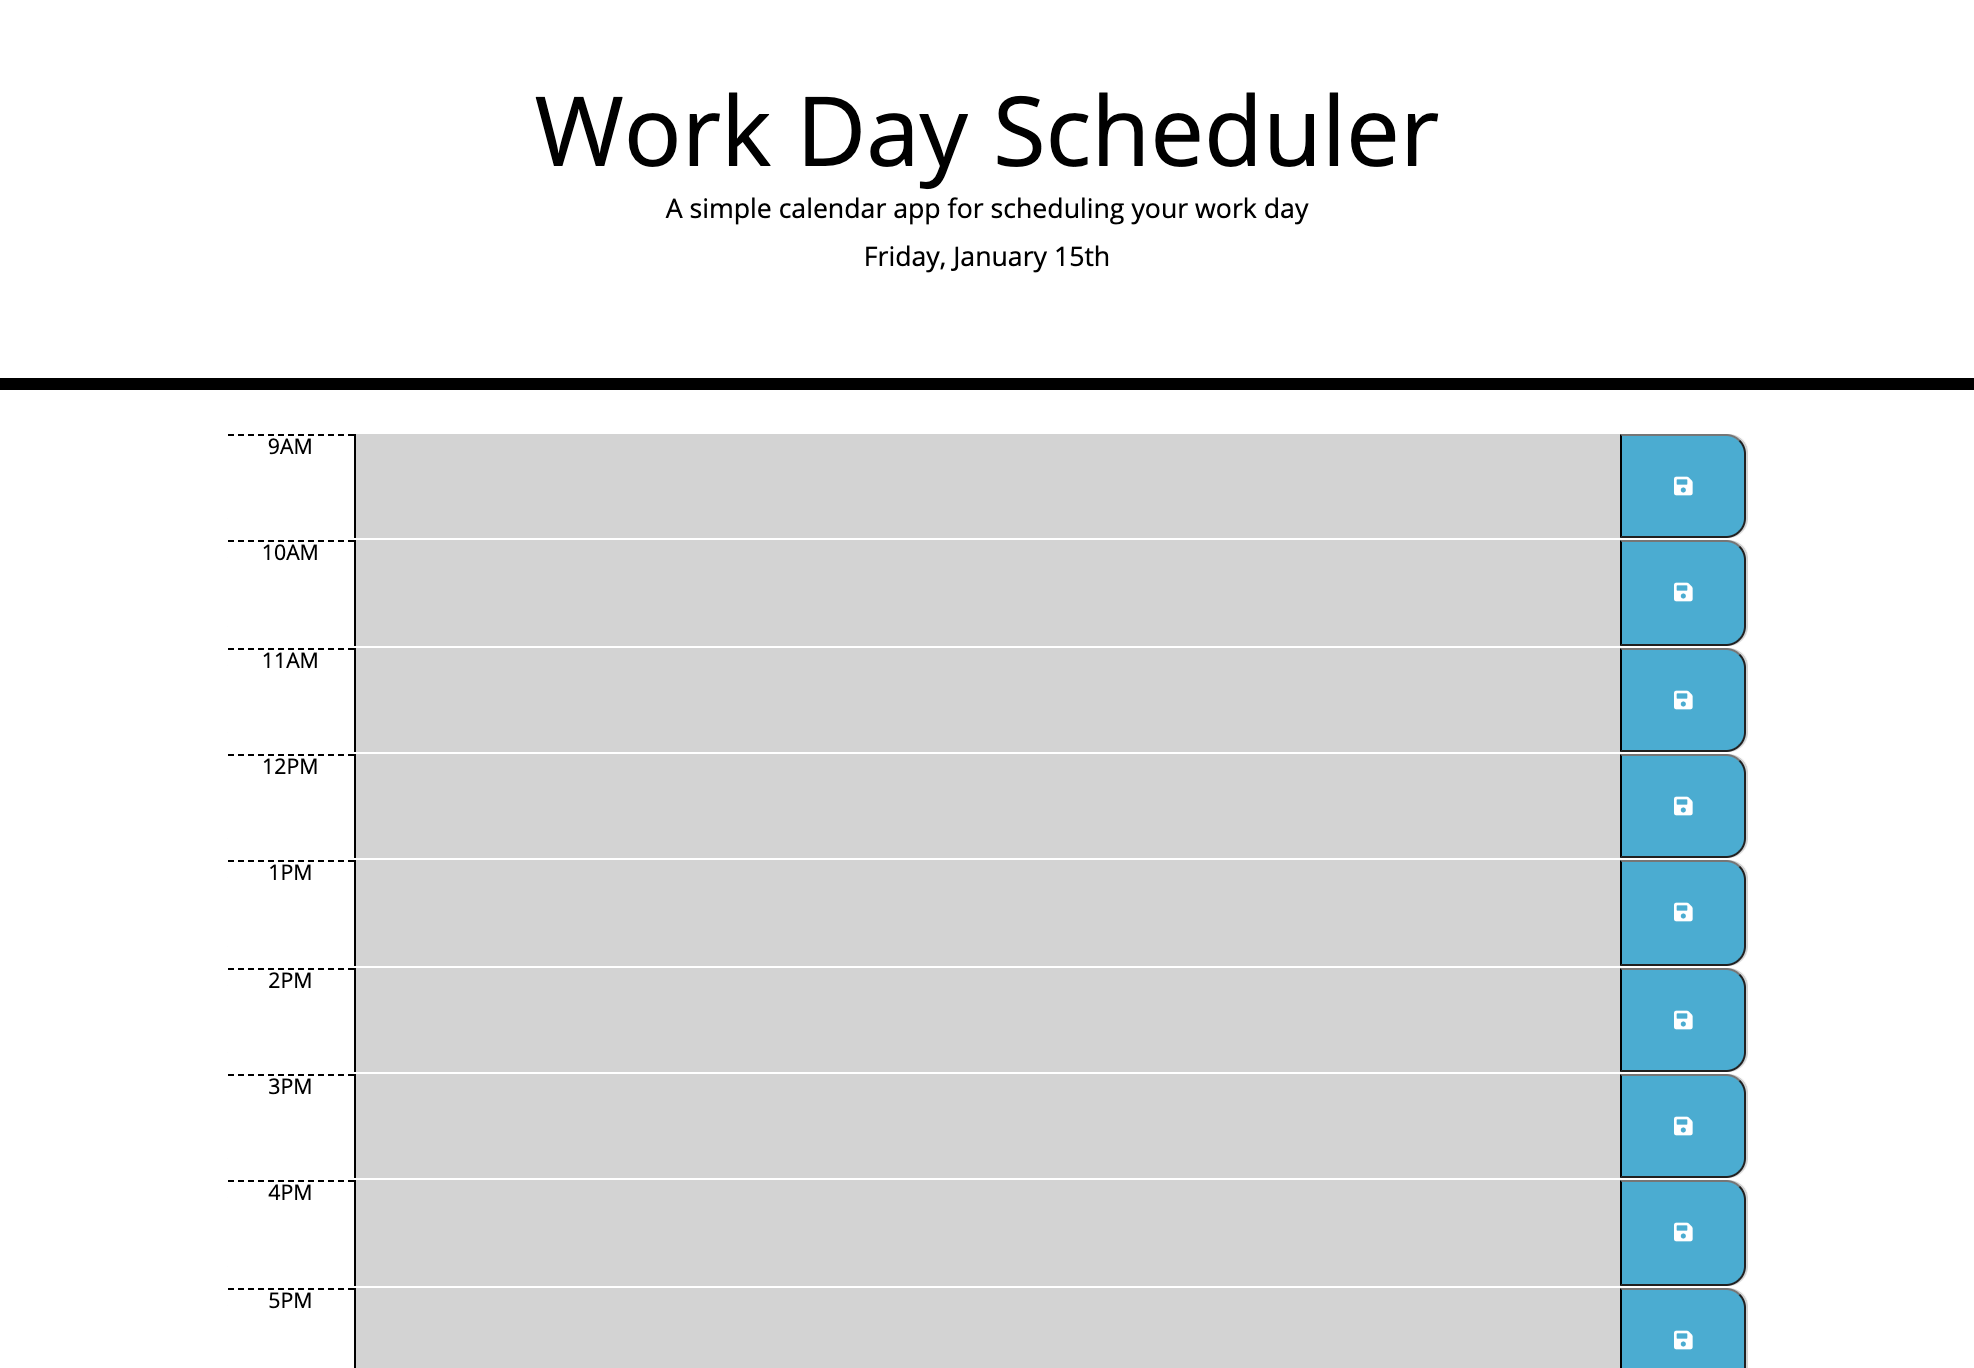 Work Day Scheduler
A simple calendar app for scheduling your work day
Friday, January 15th
9AM
10AM
11AM
12PM
1PM
2PM
3PM
4PM
5PM